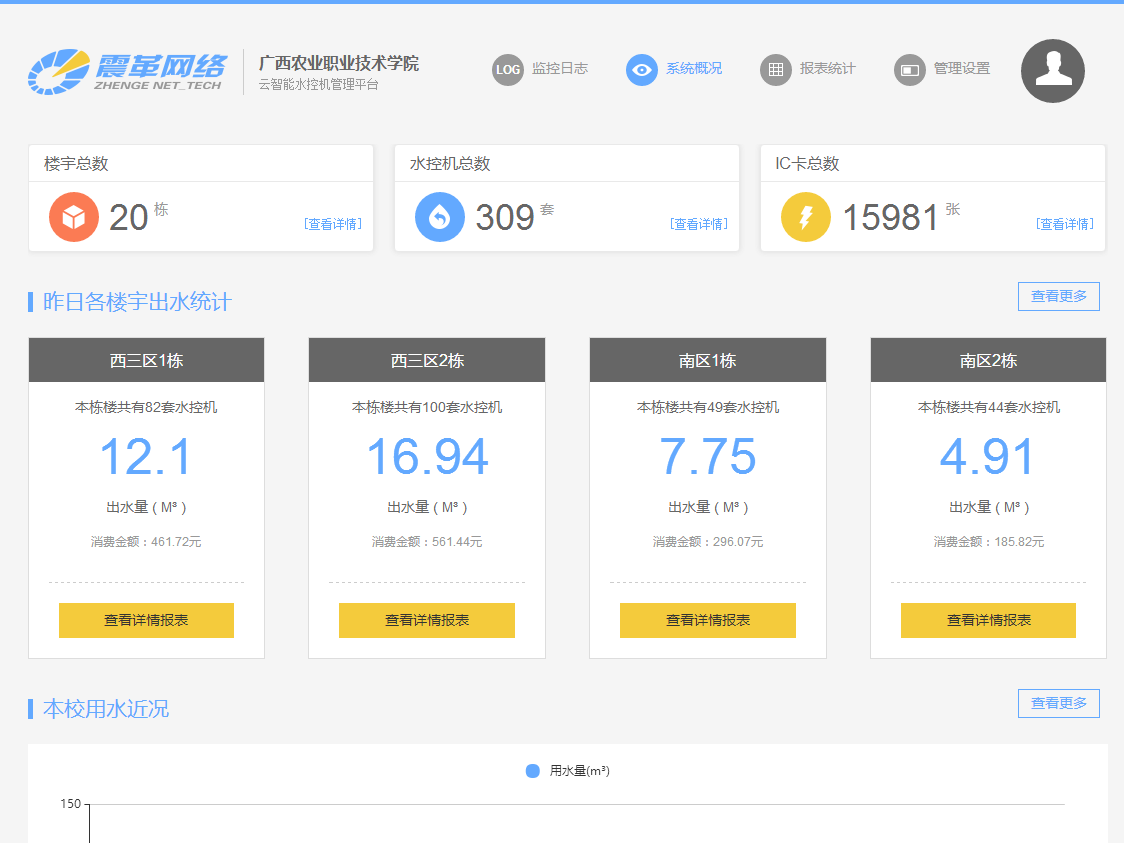 震革网络
ZHENGE NET_TECH
广西农业职业技术学院
云智能水控机管理平台
LOG 监控日志
系统概况
报表统计
管理设置
楼宇总数
20 栋
[查看详情]
水控机总数
309 套
[查看详情]
IC卡总数
15981 张
[查看详情]
昨日各楼宇出水统计
查看更多
西三区1栋
本栋楼共有82套水控机
12.1
出水量 ( M³ )
消费金额：461.72元
查看详情报表
西三区2栋
本栋楼共有100套水控机
16.94
出水量 ( M³ )
消费金额：561.44元
查看详情报表
南区1栋
本栋楼共有49套水控机
7.75
出水量 ( M³ )
消费金额：296.07元
查看详情报表
南区2栋
本栋楼共有44套水控机
4.91
出水量 ( M³ )
消费金额：185.82元
查看详情报表
本校用水近况
查看更多
用水量(m³)
150